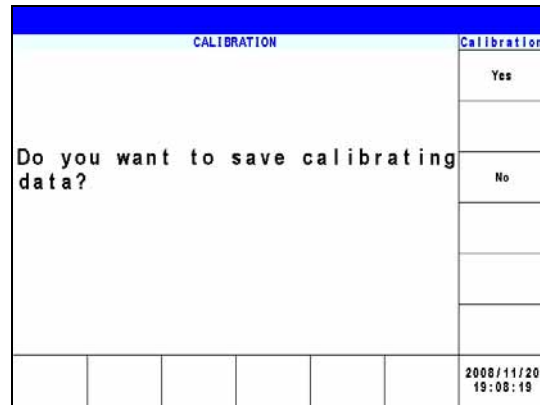 CALIBRATION
Calibration
Yes
Do you want to save calibrating
data?
No
2008/11/20
19:08:19